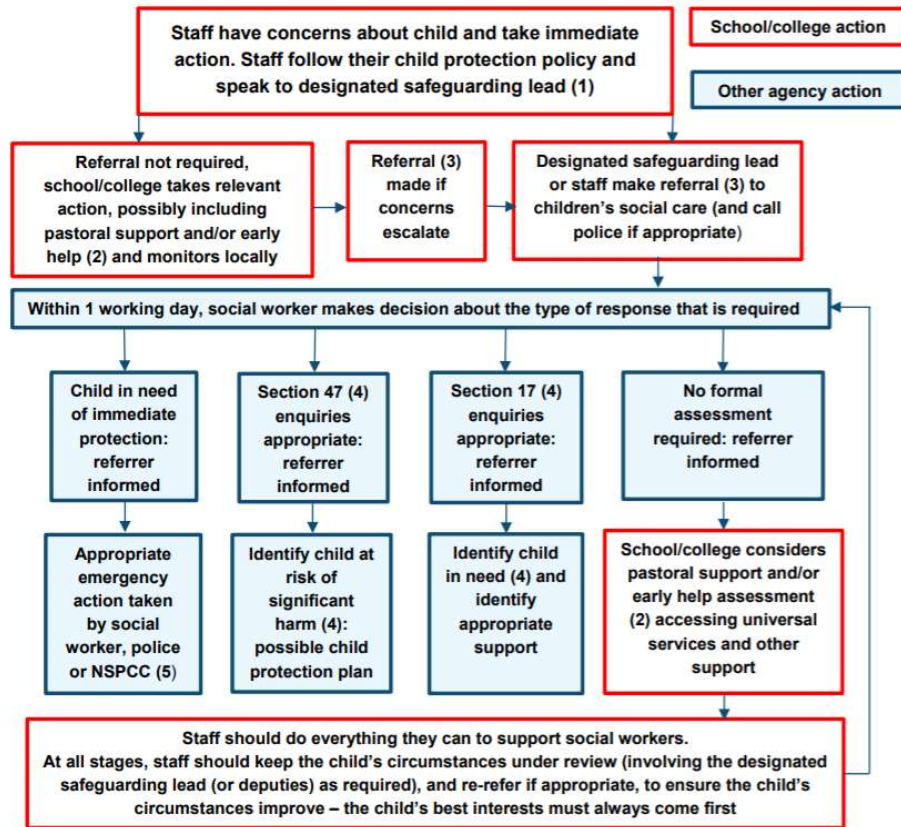 Staff have concerns about child and take immediate
action. Staff follow their child protection policy and
speak to designated safeguarding lead (1)
School/college action
Other agency action
Referral not required,
school/college takes relevant
action, possibly including
pastoral support and/or early
help (2) and monitors locally
Referral (3)
made if
concerns
escalate
Designated safeguarding lead
or staff make referral (3) to
children’s social care (and call
police if appropriate)
Within 1 working day, social worker makes decision about the type of response that is required
Child in need
of immediate
protection:
referrer
informed
Section 47 (4)
enquiries
appropriate:
referrer
informed
Section 17 (4)
enquiries
appropriate:
referrer
informed
No formal
assessment
required: referrer
informed
Appropriate
emergency
action taken
by social
worker, police
or NSPCC (5)
Identify child at
risk of
significant
harm (4):
possible child
protection plan
Identify child
in need (4) and
identify
appropriate
support
School/college considers
pastoral support and/or
early help assessment
(2) accessing universal
services and other
support
Staff should do everything they can to support social workers.
At all stages, staff should keep the child’s circumstances under review (involving the designated
safeguarding lead (or deputies) as required), and re-refer if appropriate, to ensure the child’s
circumstances improve – the child’s best interests must always come first